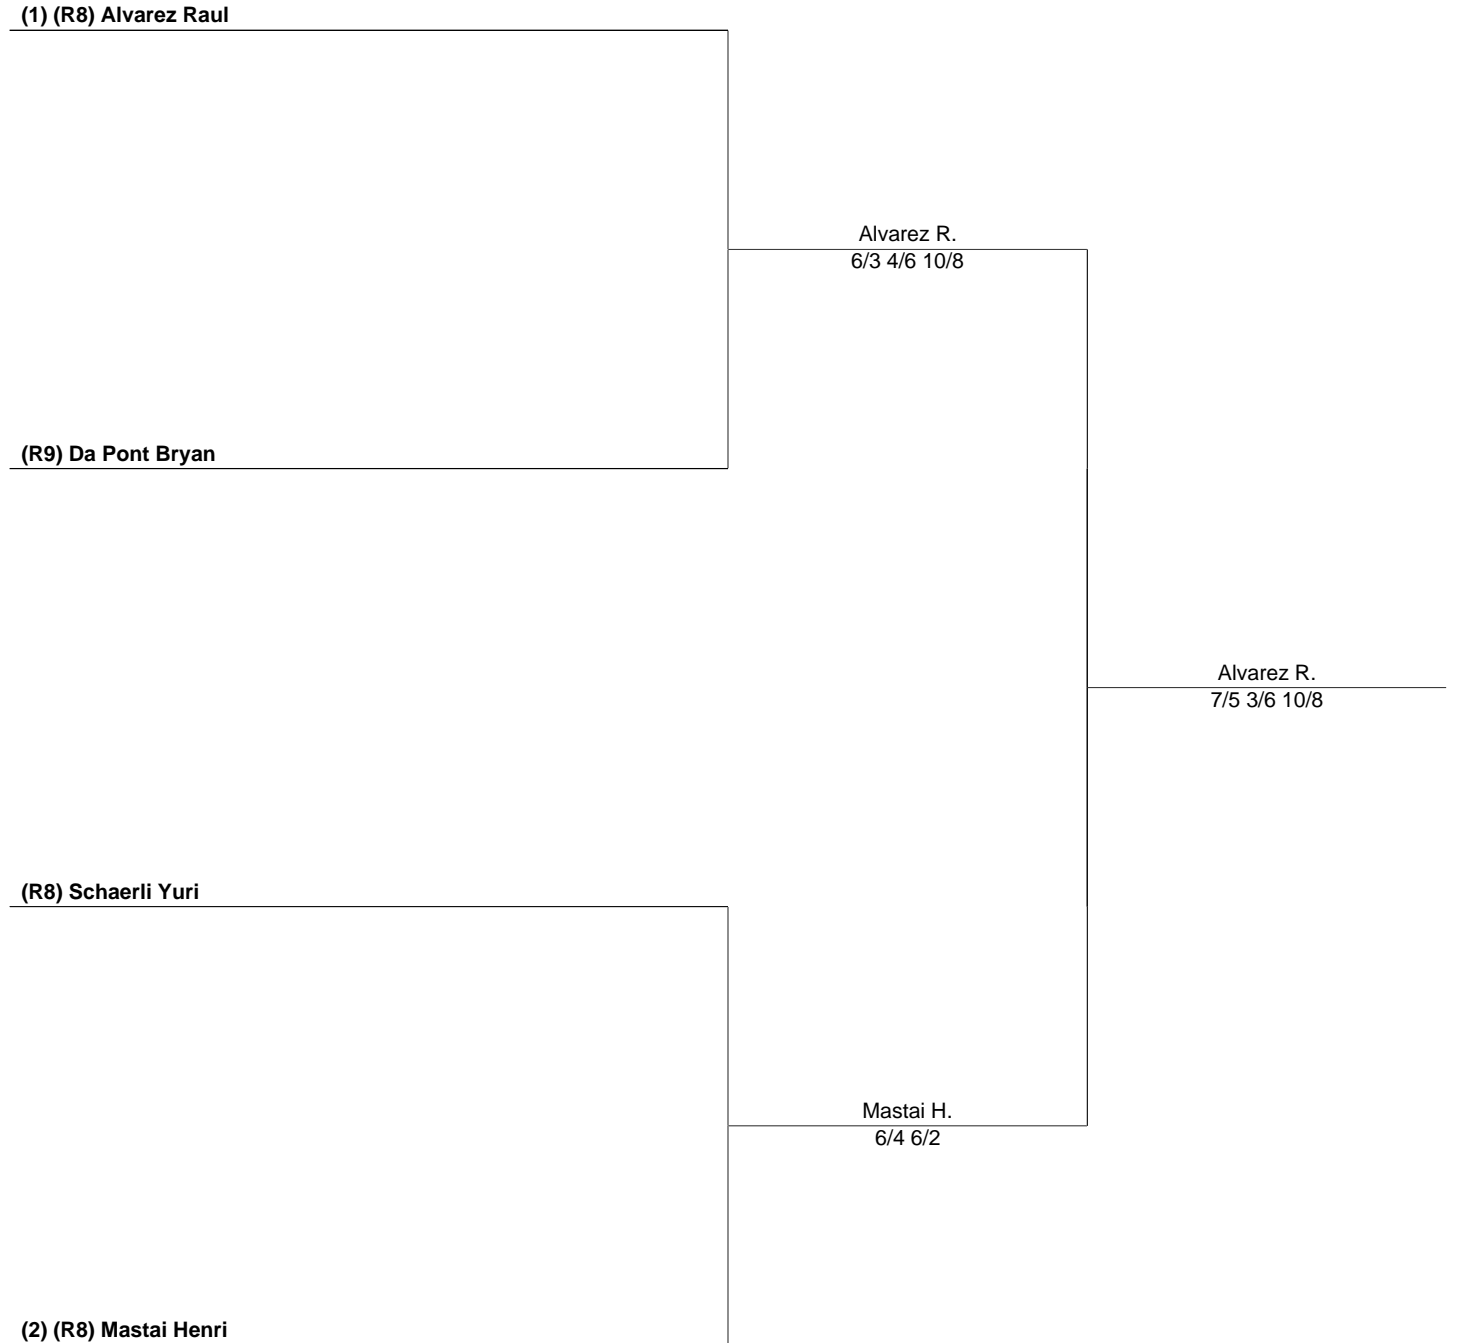 (1) (R8) Alvarez Raul
Alvarez R.
6/3 4/6 10/8
(R9) Da Pont Bryan
Alvarez R.
7/5 3/6 10/8
(R8) Schaerli Yuri
Mastai H.
6/4 6/2
(2) (R8) Mastai Henri